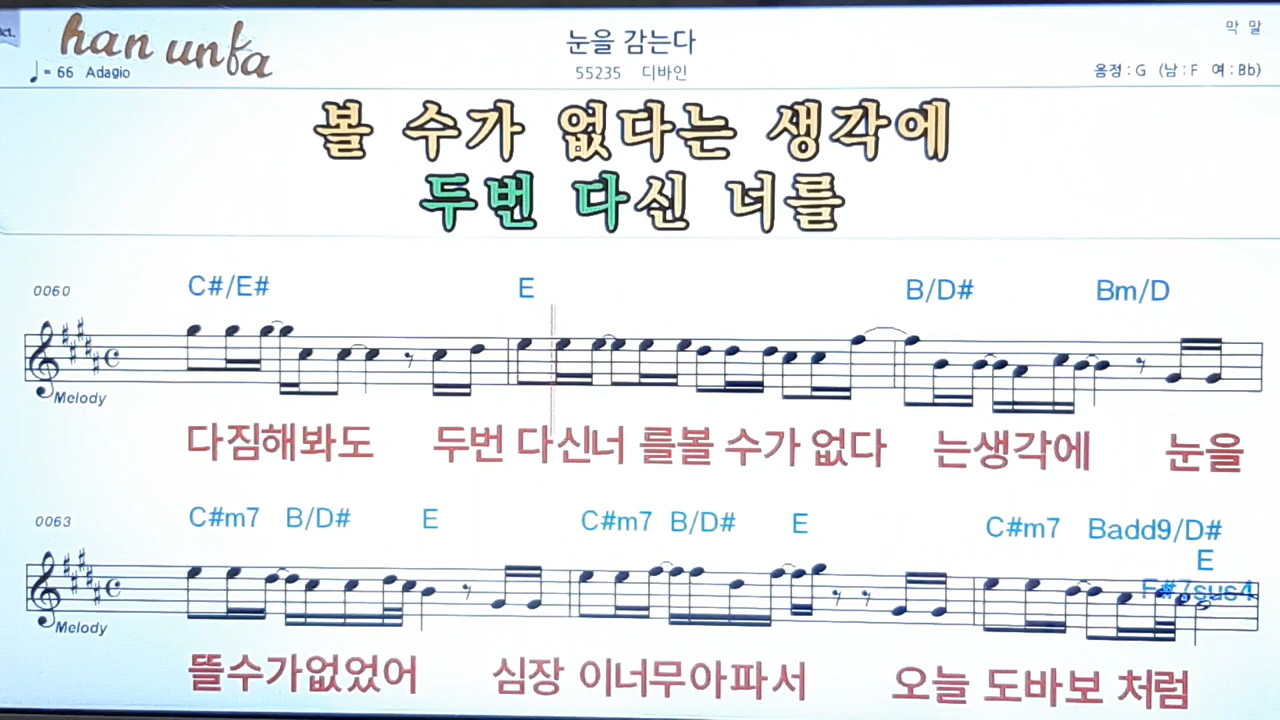 ict.
han unfa
눈을 감는다
막 말
♩= 66 Adagio
55235 디바인
음정 : G (남 : F 여 : Bb)
볼 수가 없다는 생각에
두번 다신 너를
0060
C#/E# E B/D# Bm/D
Melody
다짐해봐도 두번 다신너 를볼 수가 없다 는생각에 눈을
0063
C#m7 B/D# E C#m7 B/D# E C#m7 Badd9/D#
E
F#7sus4
Melody
뜰수가없었어 심장 이너무아파서 오늘 도바보 처럼